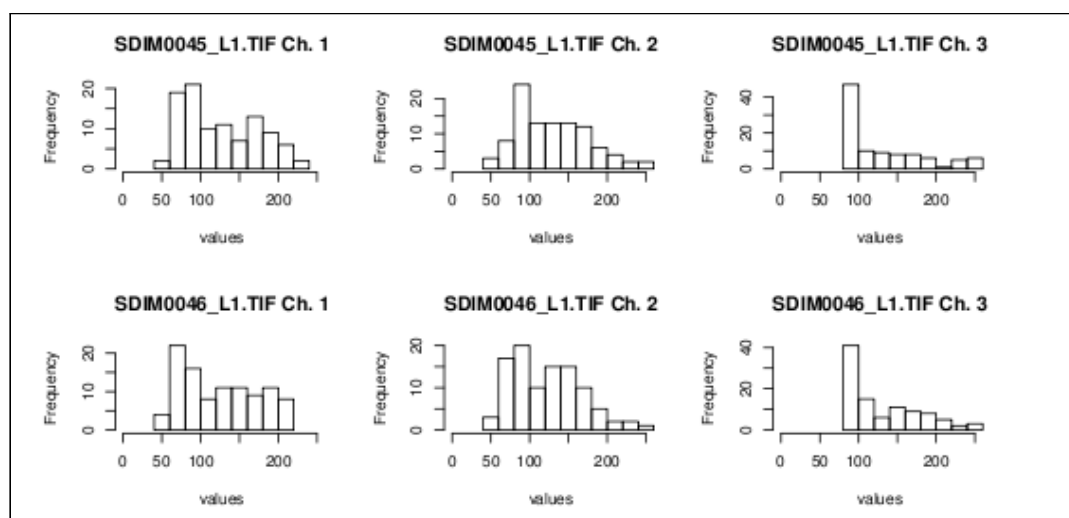 SDIM0045_L1.TIF Ch. 1
Frequency
0 10 20
0 50 100 200
values
SDIM0045_L1.TIF Ch. 2
Frequency
0 10 20
0 50 100 200
values
SDIM0045_L1.TIF Ch. 3
Frequency
0 20 40
0 50 100 200
values
SDIM0046_L1.TIF Ch. 1
Frequency
0 10 20
0 50 100 200
values
SDIM0046_L1.TIF Ch. 2
Frequency
0 10 20
0 50 100 200
values
SDIM0046_L1.TIF Ch. 3
Frequency
0 20 40
0 50 100 200
values